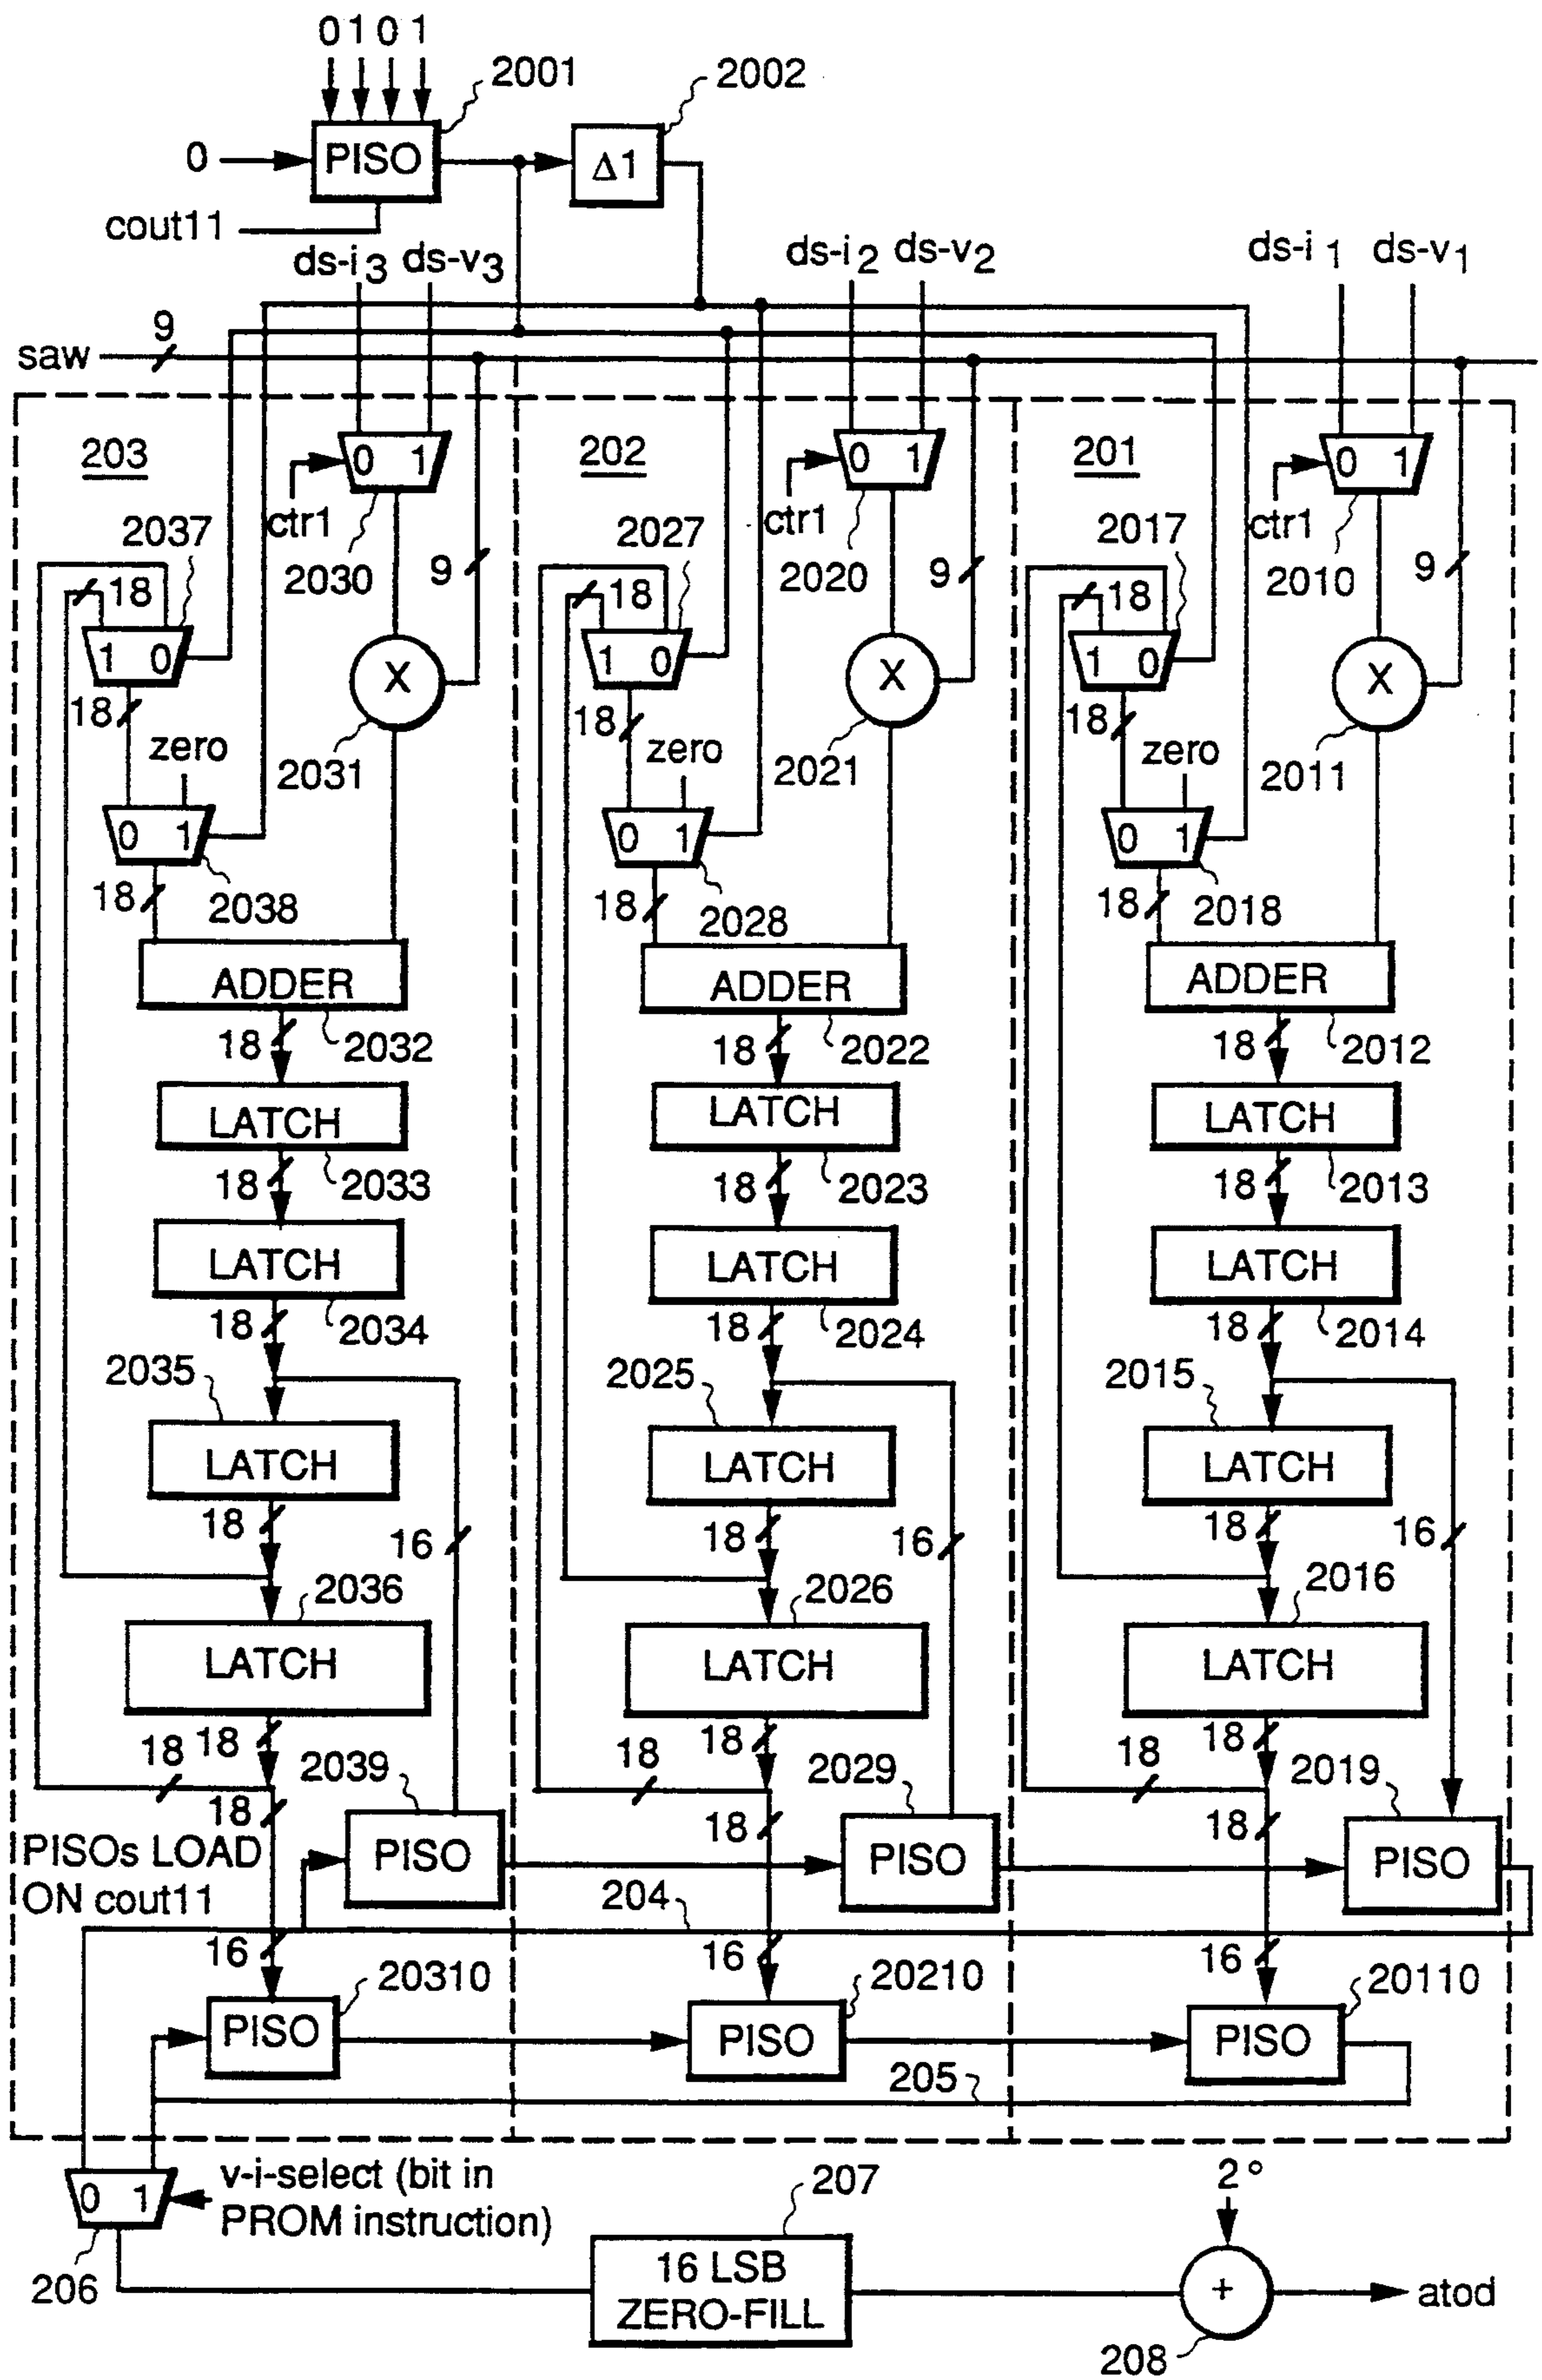 0 1 0 1
2001
2002
0
PISO
Δ1
cout11
ds-i3 ds-v3
ds-i2 ds-v2
ds-i1 ds-v1
9
saw
203
0 1
ctr1
2030
2037
18
1 0
9
X
2031
18
zero
0 1
18
2038
ADDER
18
2032
LATCH
18
2033
LATCH
18
2034
2035
LATCH
18
16
2036
LATCH
18
18
18
2039
PISO
PISOs LOAD
ON cout11
16
20310
PISO
202
0 1
ctr1
2020
2027
18
1 0
9
X
2021
18
zero
0 1
18
2028
ADDER
18
2022
LATCH
18
2023
LATCH
18
2024
2025
LATCH
18
16
2026
LATCH
18
18
18
2029
PISO
204
16
20210
PISO
201
0 1
ctr1
2010
2017
18
1 0
9
X
2011
18
zero
0 1
18
2018
ADDER
18
2012
LATCH
18
2013
LATCH
18
2014
2015
LATCH
18
16
2016
LATCH
18
18
18
2019
PISO
16
20110
PISO
205
0 1
v-i-select (bit in
PROM instruction)
206
207
16 LSB
ZERO-FILL
2°
+
208
atod